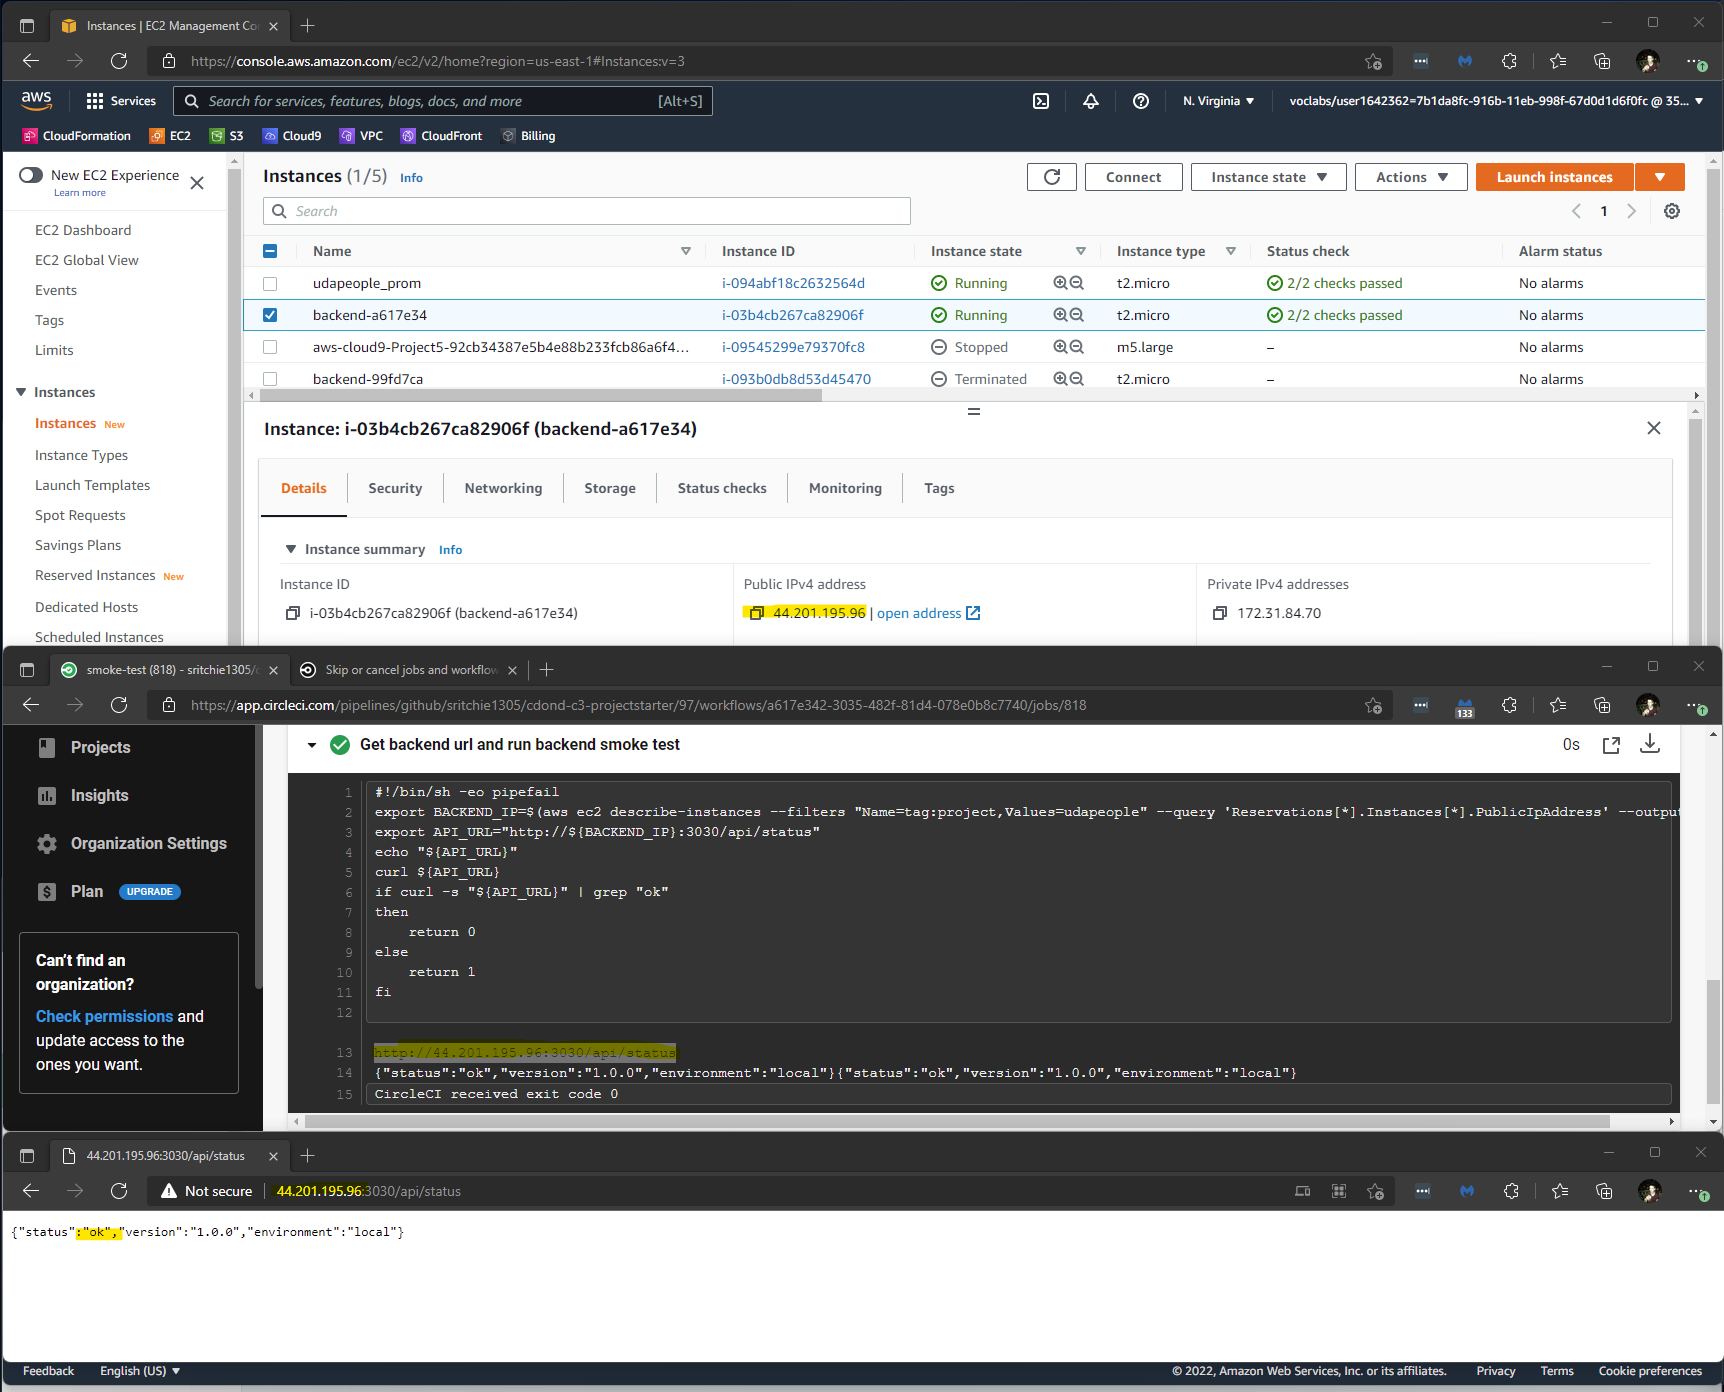 Instances | EC2 Management Co
https://console.aws.amazon.com/ec2/v2/home?region=us-east-1#Instances:v=3
aws Services Search for services, features, blogs, docs, and more [Alt+S] N. Virginia voclabs/user1642362=7b1da8fc-916b-11eb-998f-67d0d1d6f0fc @ 35...
CloudFormation EC2 S3 Cloud9 VPC CloudFront Billing
New EC2 Experience
Learn more
EC2 Dashboard
EC2 Global View
Events
Tags
Limits
Instances
Instances New
Instance Types
Launch Templates
Spot Requests
Savings Plans
Reserved Instances New
Dedicated Hosts
Scheduled Instances
Instances (1/5) Info Connect Instance state Actions Launch instances
Search 1
Name Instance ID Instance state Instance type Status check Alarm status
udapeople_prom i-094abf18c2632564d Running t2.micro 2/2 checks passed No alarms
backend-a617e34 i-03b4cb267ca82906f Running t2.micro 2/2 checks passed No alarms
aws-cloud9-Project5-92cb34387e5b4e88b233fcb86a6f4... i-09545299e79370fc8 Stopped m5.large – No alarms
backend-99fd7ca i-093b0db8d53d45470 Terminated t2.micro – No alarms
Instance: i-03b4cb267ca82906f (backend-a617e34)
Details Security Networking Storage Status checks Monitoring Tags
Instance summary Info
Instance ID Public IPv4 address Private IPv4 addresses
i-03b4cb267ca82906f (backend-a617e34) 44.201.195.96 | open address 172.31.84.70
smoke-test (818) - sritchie1305/c Skip or cancel jobs and workflow
https://app.circleci.com/pipelines/github/sritchie1305/cdond-c3-projectstarter/97/workflows/a617e342-3035-482f-81d4-078e0b8c7740/jobs/818 133
Projects
Insights
Organization Settings
Plan UPGRADE
Can't find an
organization?
Check permissions and
update access to the
ones you want.
Get backend url and run backend smoke test 0s
1 #!/bin/sh -eo pipefail
2 export BACKEND_IP=$(aws ec2 describe-instances --filters "Name=tag:project,Values=udapeople" --query 'Reservations[*].Instances[*].PublicIpAddress' --output
3 export API_URL="http://${BACKEND_IP}:3030/api/status"
4 echo "${API_URL}"
5 curl ${API_URL}
6 if curl -s "${API_URL}" | grep "ok"
7 then
8 return 0
9 else
10 return 1
11 fi
12
13 http://44.201.195.96:3030/api/status
14 {"status":"ok","version":"1.0.0","environment":"local"}{"status":"ok","version":"1.0.0","environment":"local"}
15 CircleCI received exit code 0
44.201.195.96:3030/api/status
Not secure 44.201.195.96:3030/api/status
{"status":"ok","version":"1.0.0","environment":"local"}
Feedback English (US) © 2022, Amazon Web Services, Inc. or its affiliates. Privacy Terms Cookie preferences